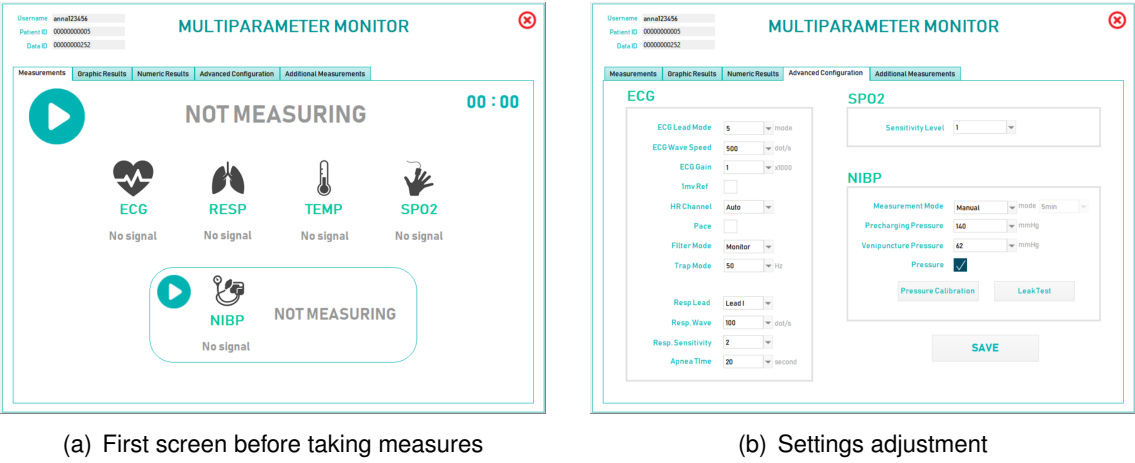 Username anna123456
Patient ID 00000000005
Data ID 00000000252
MULTIPARAMETER MONITOR
Measurements Graphic Results Numeric Results Advanced Configuration Additional Measurements
NOT MEASURING
00 : 00
ECG RESP TEMP SPO2
No signal No signal No signal No signal
NIBP
NOT MEASURING
No signal
(a) First screen before taking measures
Username anna123456
Patient ID 00000000005
Data ID 00000000252
MULTIPARAMETER MONITOR
Measurements Graphic Results Numeric Results Advanced Configuration Additional Measurements
ECG
ECG Lead Mode 5 mode
ECG Wave Speed 500 dot/s
ECG Gain 1 x1000
1mv Ref
HR Channel Auto
Pace
FIlter Mode Monitor
Trap Mode 50 Hz
Resp Lead Lead I
Resp. Wave 100 dot/s
Resp. Sensitivity 2
Apnea TIme 20 second
SPO2
Sensitivity Level 1
NIBP
Measurement Mode Manual mode 5min
Precharging Pressure 140 mmHg
Venipuncture Pressure 62 mmHg
Pressure
Pressure Calibration Leak Test
SAVE
(b) Settings adjustment